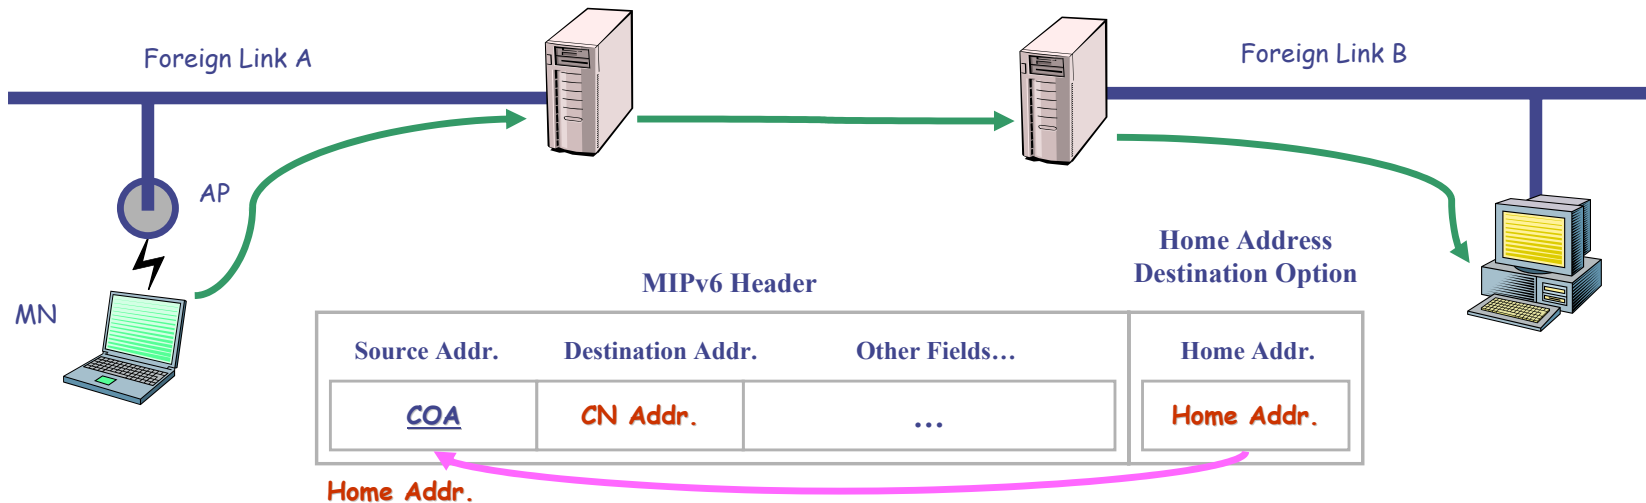 Foreign Link A
Foreign Link B
AP
MN
Home Address
Destination Option
MIPv6 Header
Source Addr.
Destination Addr.
Other Fields…
Home Addr.
COA
CN Addr.
…
Home Addr.
Home Addr.